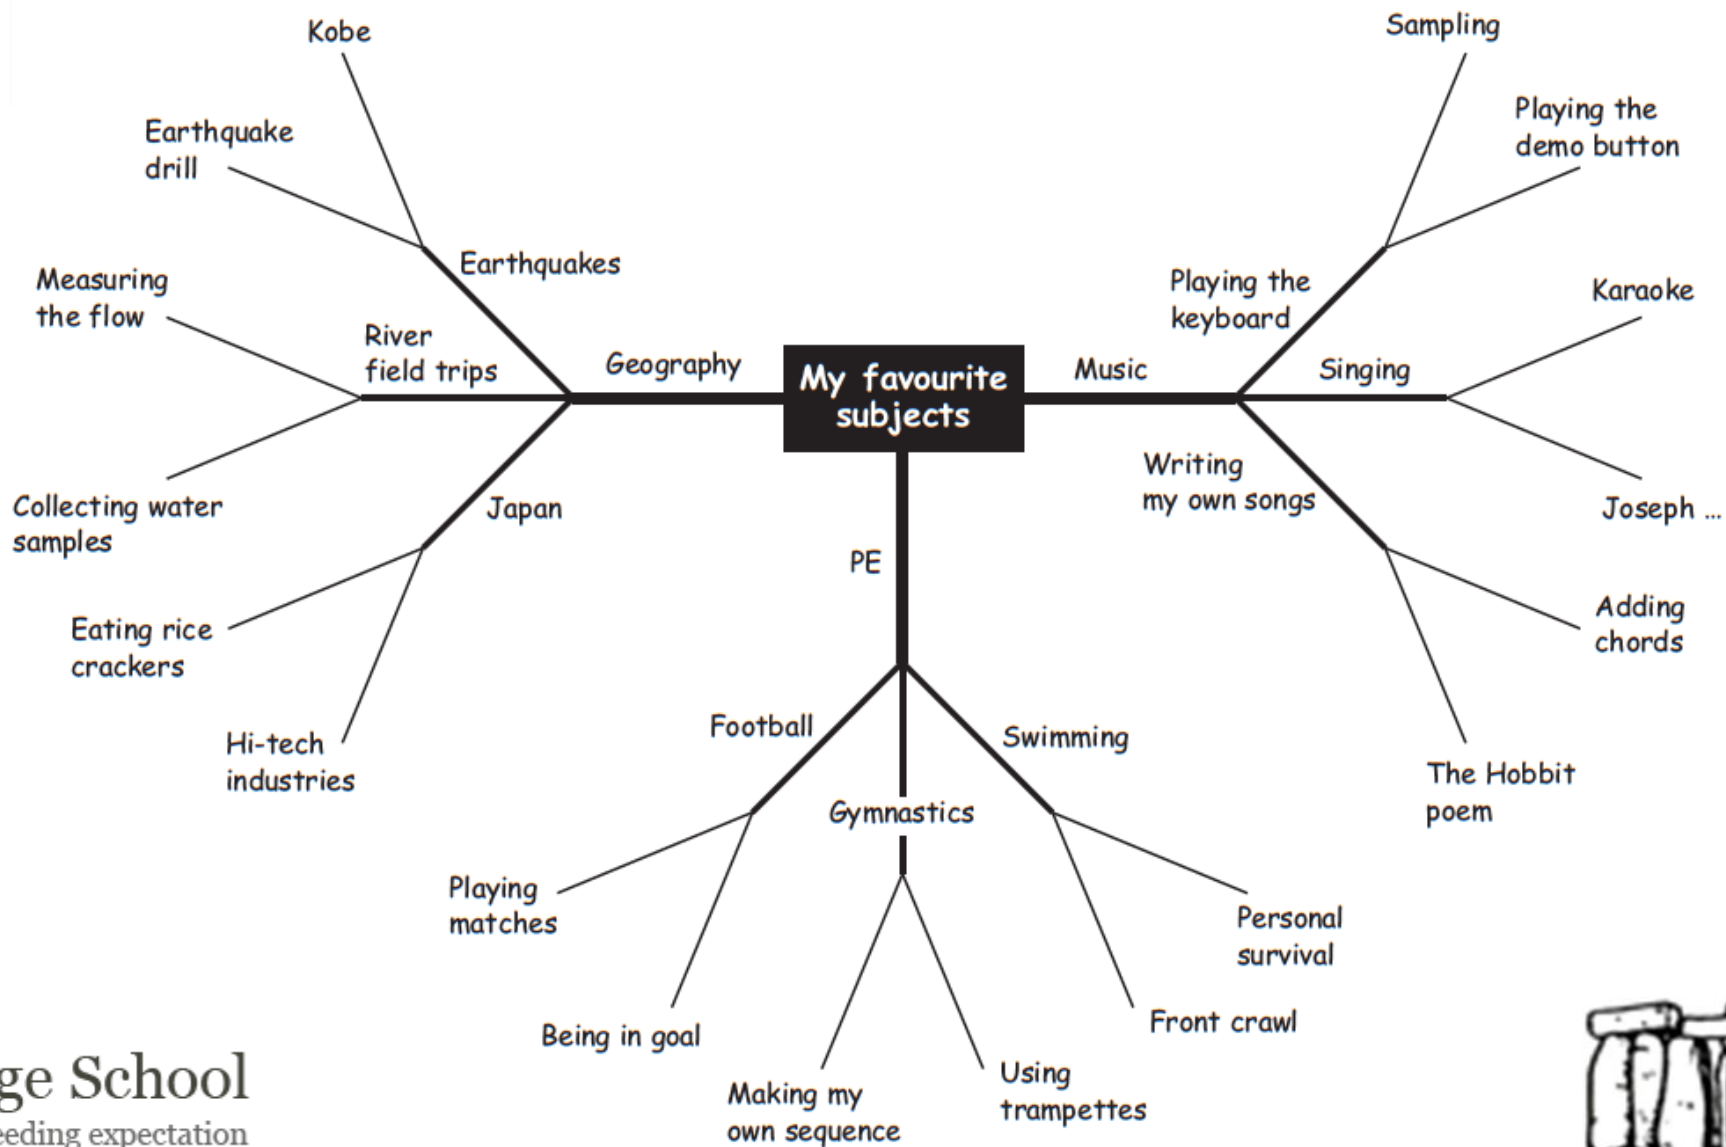 Kobe
Earthquake
drill
Earthquakes
Measuring
the flow
River
field trips
Collecting water
samples
Japan
Eating rice
crackers
Hi-tech
industries
Geography
My favourite
subjects
Music
Sampling
Playing the
demo button
Playing the
keyboard
Karaoke
Singing
Joseph ...
Writing
my own songs
Adding
chords
The Hobbit
poem
PE
Football
Playing
matches
Being in goal
Gymnastics
Making my
own sequence
Using
trampettes
Swimming
Personal
survival
Front crawl
ge School
eeding expectation